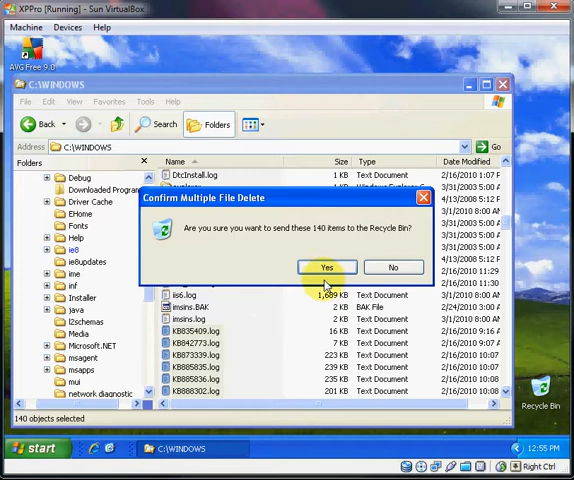 XPPro [Running] - Sun VirtualBox
Machine Devices Help
AVG Free 9.0
C:\WINDOWS
File Edit View Favorites Tools Help
Back Search Folders
Address C:\WINDOWS Go
Folders
Name Size Type Date Modified
DtcInstall.log 1 KB Text Document 2/16/2010 1:07
Debug
Downloaded Program
Driver Cache
EHome
Fonts
Help
ie8
ie8updates
ime
inf
Installer
java
l2schemas
Media
Microsoft.NET
msagent
msapps
mui
network diagnostic
Confirm Multiple File Delete
Are you sure you want to send these 140 items to the Recycle Bin?
Yes No
iis6.log 1,689 KB Text Document 3/1/2010 8:00 AM
imsins.BAK 2 KB BAK File 2/24/2010 3:00
imsins.log 2 KB Text Document 3/1/2010 8:00 AM
KB835409.log 16 KB Text Document 2/16/2010 9:16
KB842773.log 7 KB Text Document 2/16/2010 10:0
KB873339.log 223 KB Text Document 2/16/2010 10:07
KB885835.log 239 KB Text Document 2/16/2010 10:07
KB885836.log 235 KB Text Document 2/16/2010 10:08
KB888302.log 201 KB Text Document 2/16/2010 10:07
140 objects selected
Recycle Bin
start C:\WINDOWS 12:55 PM
Right Ctrl